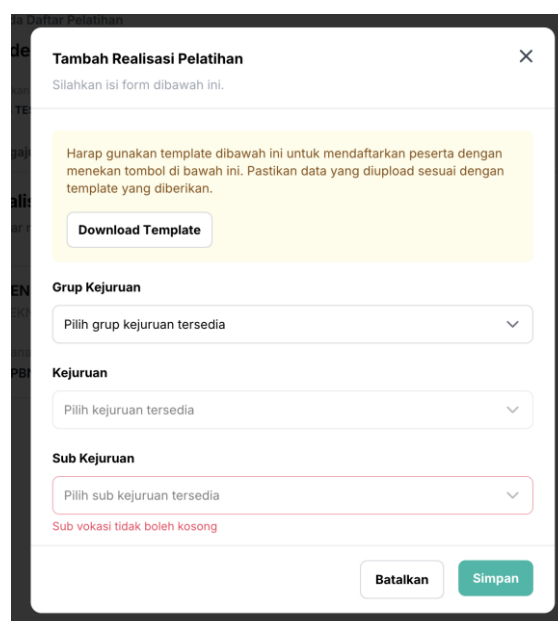 Daftar Pelatihan
Tambah Realisasi Pelatihan
Silahkan isi form dibawah ini.
Harap gunakan template dibawah ini untuk mendaftarkan peserta dengan
menekan tombol di bawah ini. Pastikan data yang diupload sesuai dengan
template yang diberikan.
Download Template
Grup Kejuruan
Pilih grup kejuruan tersedia
Kejuruan
Pilih kejuruan tersedia
Sub Kejuruan
Pilih sub kejuruan tersedia
Sub vokasi tidak boleh kosong
Batalkan
Simpan